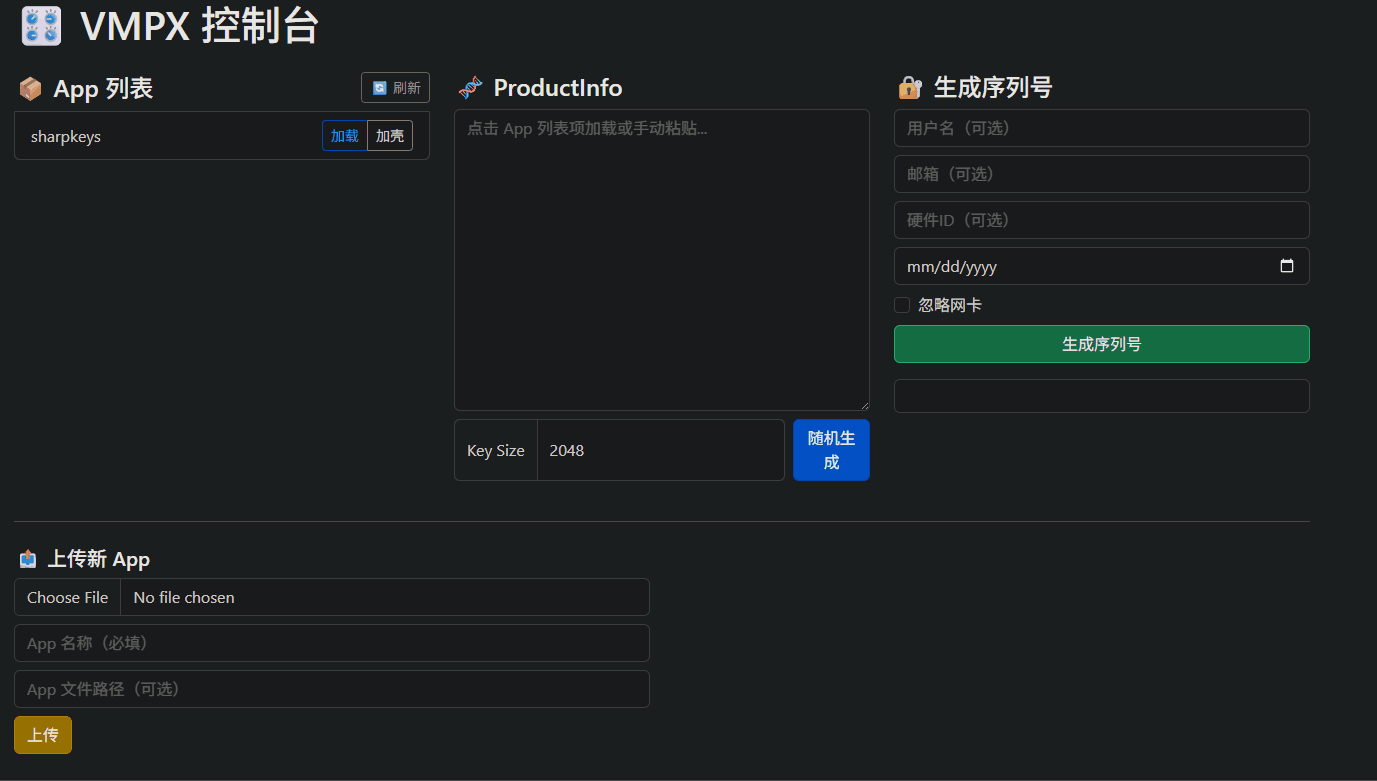 VMPX 控制台
App 列表
刷新
sharpkeys
加载
加壳
ProductInfo
点击 App 列表项加载或手动粘贴...
Key Size
2048
随机生
成
生成序列号
用户名（可选）
邮箱（可选）
硬件ID（可选）
mm/dd/yyyy
忽略网卡
生成序列号
上传新 App
Choose File
No file chosen
App 名称（必填）
App 文件路径（可选）
上传